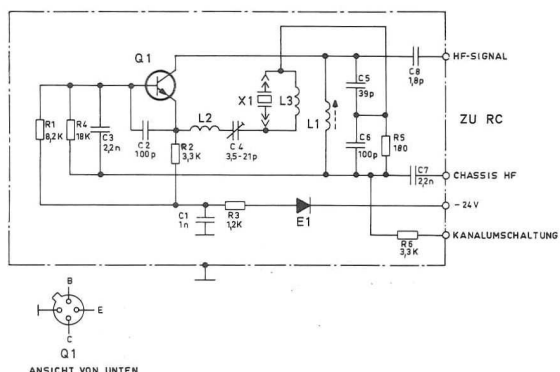 Q1
C8
1,8p
HF-SIGNAL
C5
39p
X1
L3
L1
ZU RC
R1
8,2K
R4
18K
C3
2,2n
C2
100p
L2
C4
3,5-21p
R2
3,3K
C6
100p
R5
180
C7
2,2n
CHASSIS HF
C1
1n
R3
1,2K
E1
-24V
R6
3,3K
KANALUMSCHALTUNG
B
E
C
Q1
ANSICHT VON UNTEN